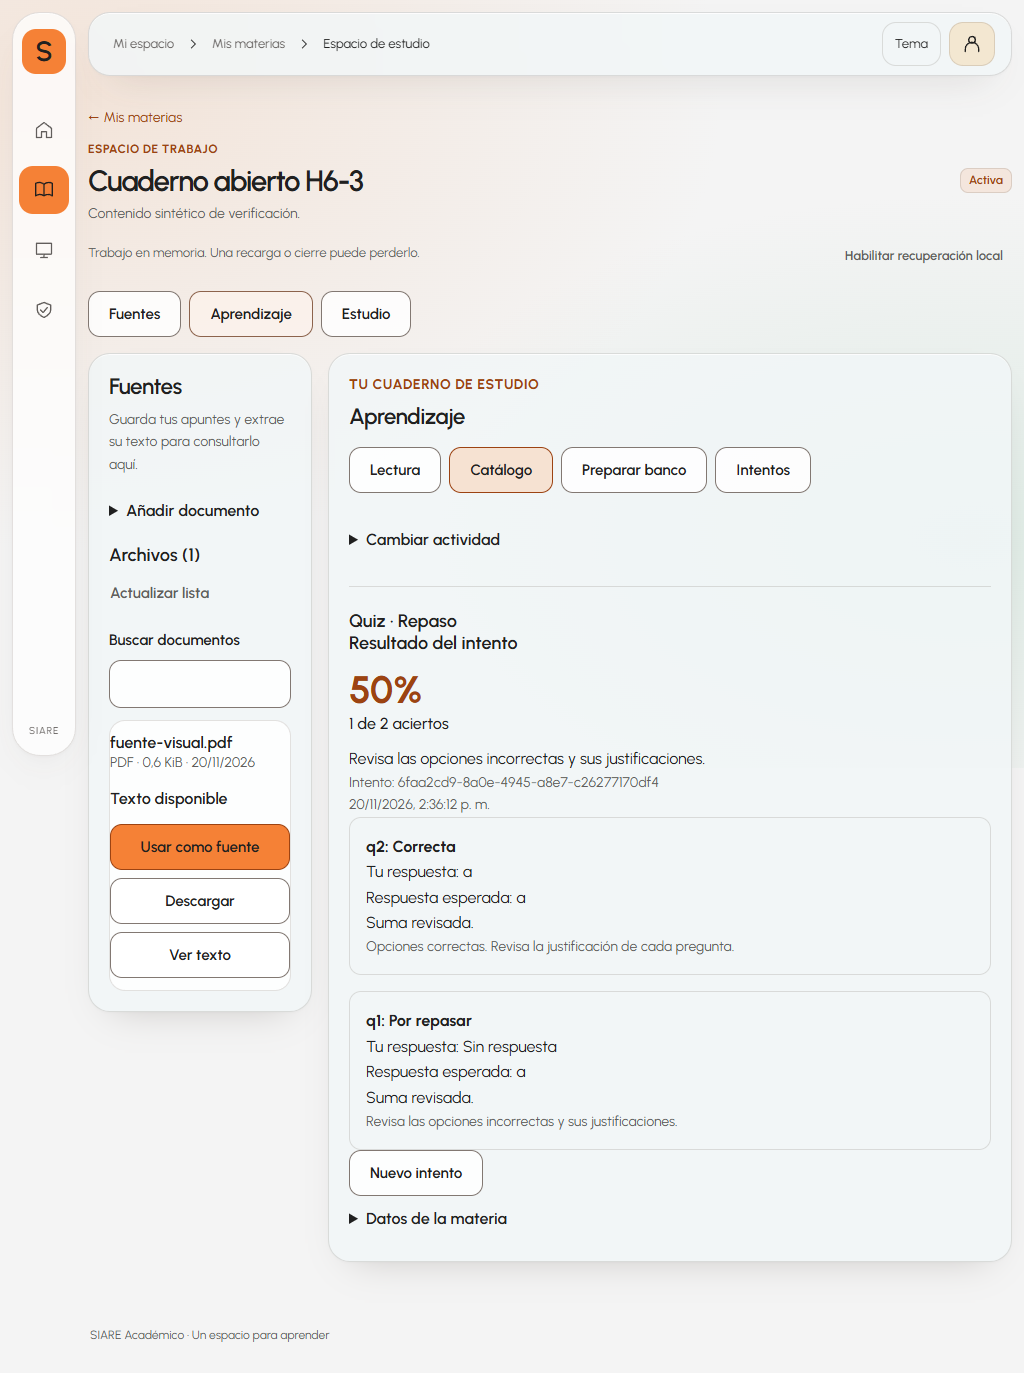 S
Mi espacio > Mis materias > Espacio de estudio
Tema
← Mis materias
ESPACIO DE TRABAJO
Cuaderno abierto H6-3
Activa
Contenido sintético de verificación.
Trabajo en memoria. Una recarga o cierre puede perderlo.
Habilitar recuperación local
Fuentes
Aprendizaje
Estudio
Fuentes
Guarda tus apuntes y extrae
su texto para consultarlo
aquí.
Añadir documento
Archivos (1)
Actualizar lista
Buscar documentos
fuente-visual.pdf
PDF · 0,6 KiB · 20/11/2026
Texto disponible
Usar como fuente
Descargar
Ver texto
TU CUADERNO DE ESTUDIO
Aprendizaje
Lectura
Catálogo
Preparar banco
Intentos
Cambiar actividad
Quiz · Repaso
Resultado del intento
50%
1 de 2 aciertos
Revisa las opciones incorrectas y sus justificaciones.
Intento: 6faa2cd9-8a0e-4945-a8e7-c26277170df4
20/11/2026, 2:36:12 p. m.
q2: Correcta
Tu respuesta: a
Respuesta esperada: a
Suma revisada.
Opciones correctas. Revisa la justificación de cada pregunta.
q1: Por repasar
Tu respuesta: Sin respuesta
Respuesta esperada: a
Suma revisada.
Revisa las opciones incorrectas y sus justificaciones.
Nuevo intento
Datos de la materia
SIARE
SIARE Académico · Un espacio para aprender